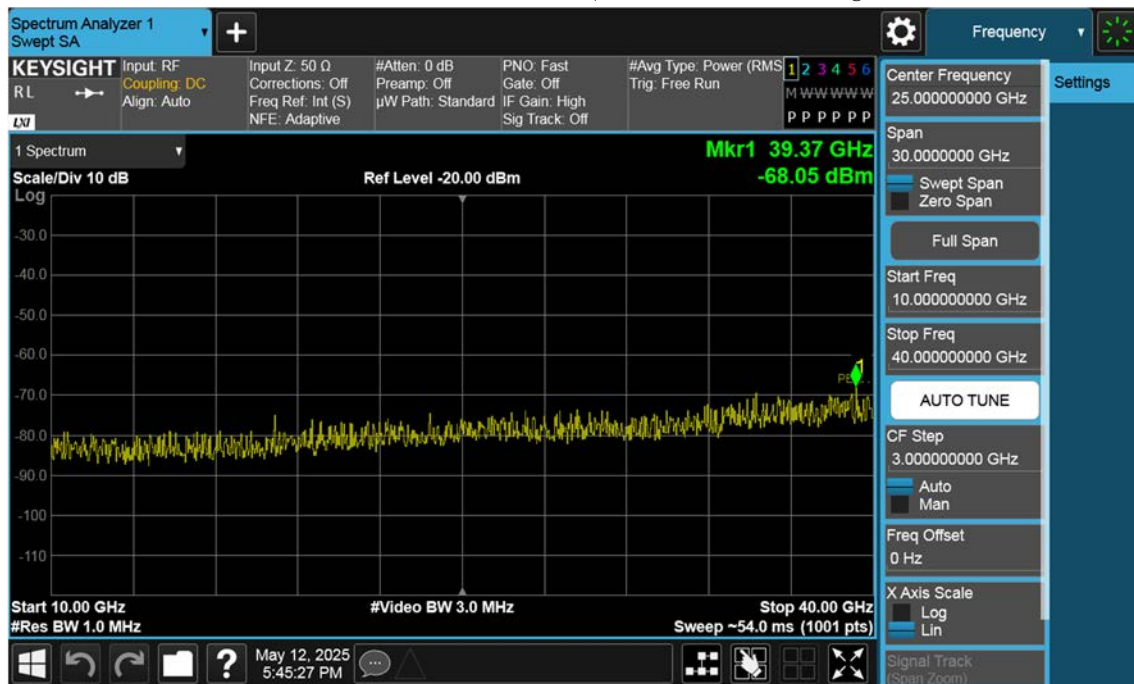 Spectrum Analyzer 1
Swept SA
Frequency
KEYSIGHT
RL
LXI
Input: RF
Coupling: DC
Align: Auto
Input Z: 50 Ω
Corrections: Off
Freq Ref: Int (S)
NFE: Adaptive
#Atten: 0 dB
Preamp: Off
µW Path: Standard
PNO: Fast
Gate: Off
IF Gain: High
Sig Track: Off
#Avg Type: Power (RMS
Trig: Free Run
1 2 3 4 5 6
M W W W W W
P P P P P P
1 Spectrum
Scale/Div 10 dB
Log
Ref Level -20.00 dBm
Mkr1 39.37 GHz
-68.05 dBm
-30.0
-40.0
-50.0
-60.0
-70.0
-80.0
-90.0
-100
-110
1
Start 10.00 GHz
#Res BW 1.0 MHz
#Video BW 3.0 MHz
Stop 40.00 GHz
Sweep ~54.0 ms (1001 pts)
?
May 12, 2025
5:45:27 PM
Center Frequency
25.000000000 GHz
Span
30.0000000 GHz
Swept Span
Zero Span
Full Span
Start Freq
10.000000000 GHz
Stop Freq
40.000000000 GHz
AUTO TUNE
CF Step
3.000000000 GHz
Auto
Man
Freq Offset
0 Hz
X Axis Scale
Log
Lin
Signal Track
(Span Zoom)
Settings